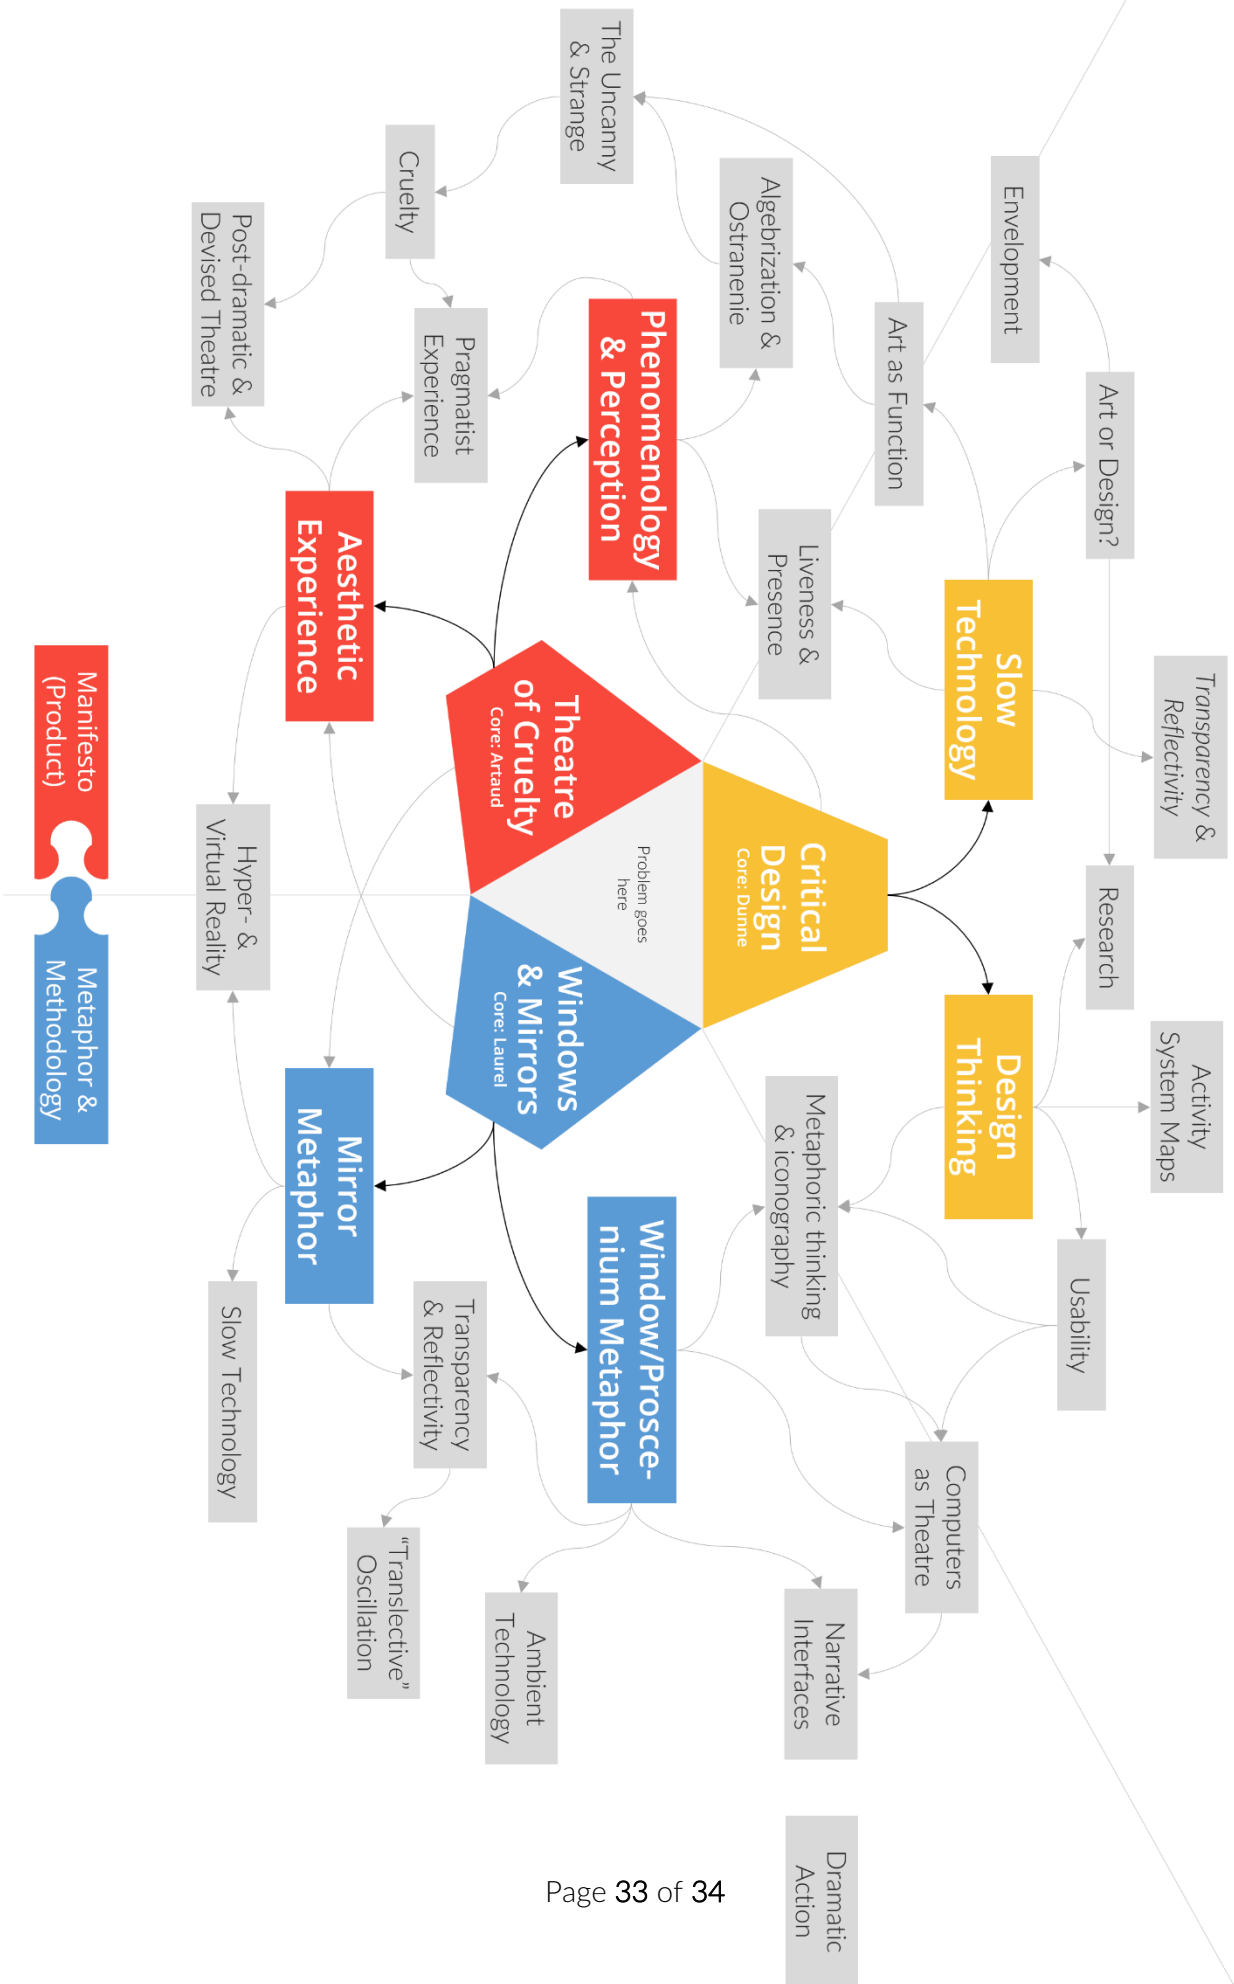 Transparency &
Reflectivity
Activity
System Maps
Art or Design?
Research
Usability
Envelopment
Slow
Technology
Design
Thinking
Art as Function
Computers
as Theatre
Critical
Design
Core: Dunne
Liveness &
Presence
Metaphoric thinking
& iconography
Narrative
Interfaces
Dramatic
Action
Algebrization &
Ostranenie
Problem goes
here
Phenomenology
& Perception
Window/Prosce-
nium Metaphor
The Uncanny
& Strange
Theatre
of Cruelty
Core: Artaud
Windows
& Mirrors
Core: Laurel
Ambient
Technology
Pragmatist
Experience
Transparency
& Reflectivity
Cruelty
"Translective"
Oscillation
Aesthetic
Experience
Mirror
Metaphor
Post-dramatic &
Devised Theatre
Hyper- &
Virtual Reality
Slow Technology
Manifesto
(Product)
Metaphor &
Methodology
Page 33 of 34